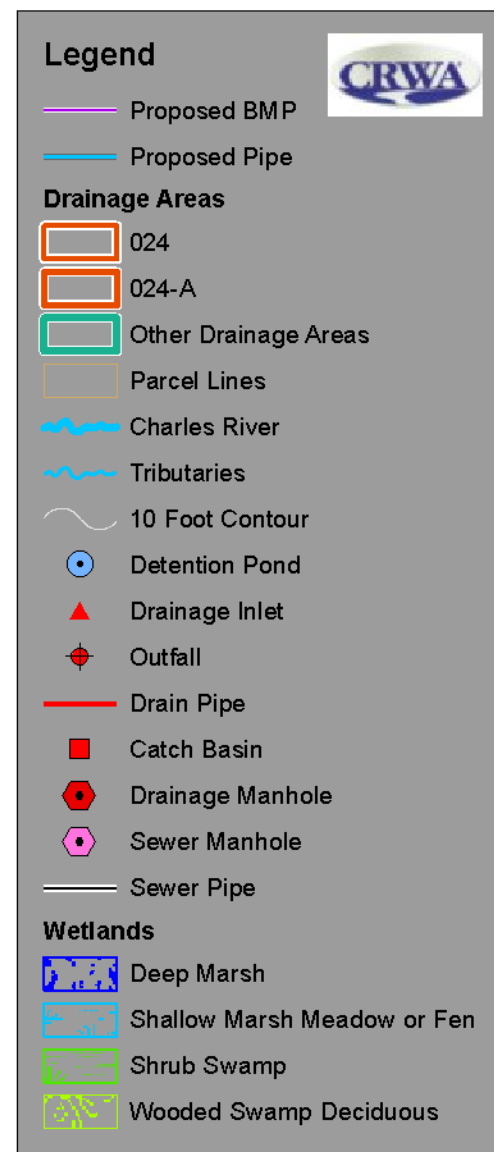 Legend
CRWA
Proposed BMP
Proposed Pipe
Drainage Areas
024
024-A
Other Drainage Areas
Parcel Lines
Charles River
Tributaries
10 Foot Contour
Detention Pond
Drainage Inlet
Outfall
Drain Pipe
Catch Basin
Drainage Manhole
Sewer Manhole
Sewer Pipe
Wetlands
Deep Marsh
Shallow Marsh Meadow or Fen
Shrub Swamp
Wooded Swamp Deciduous